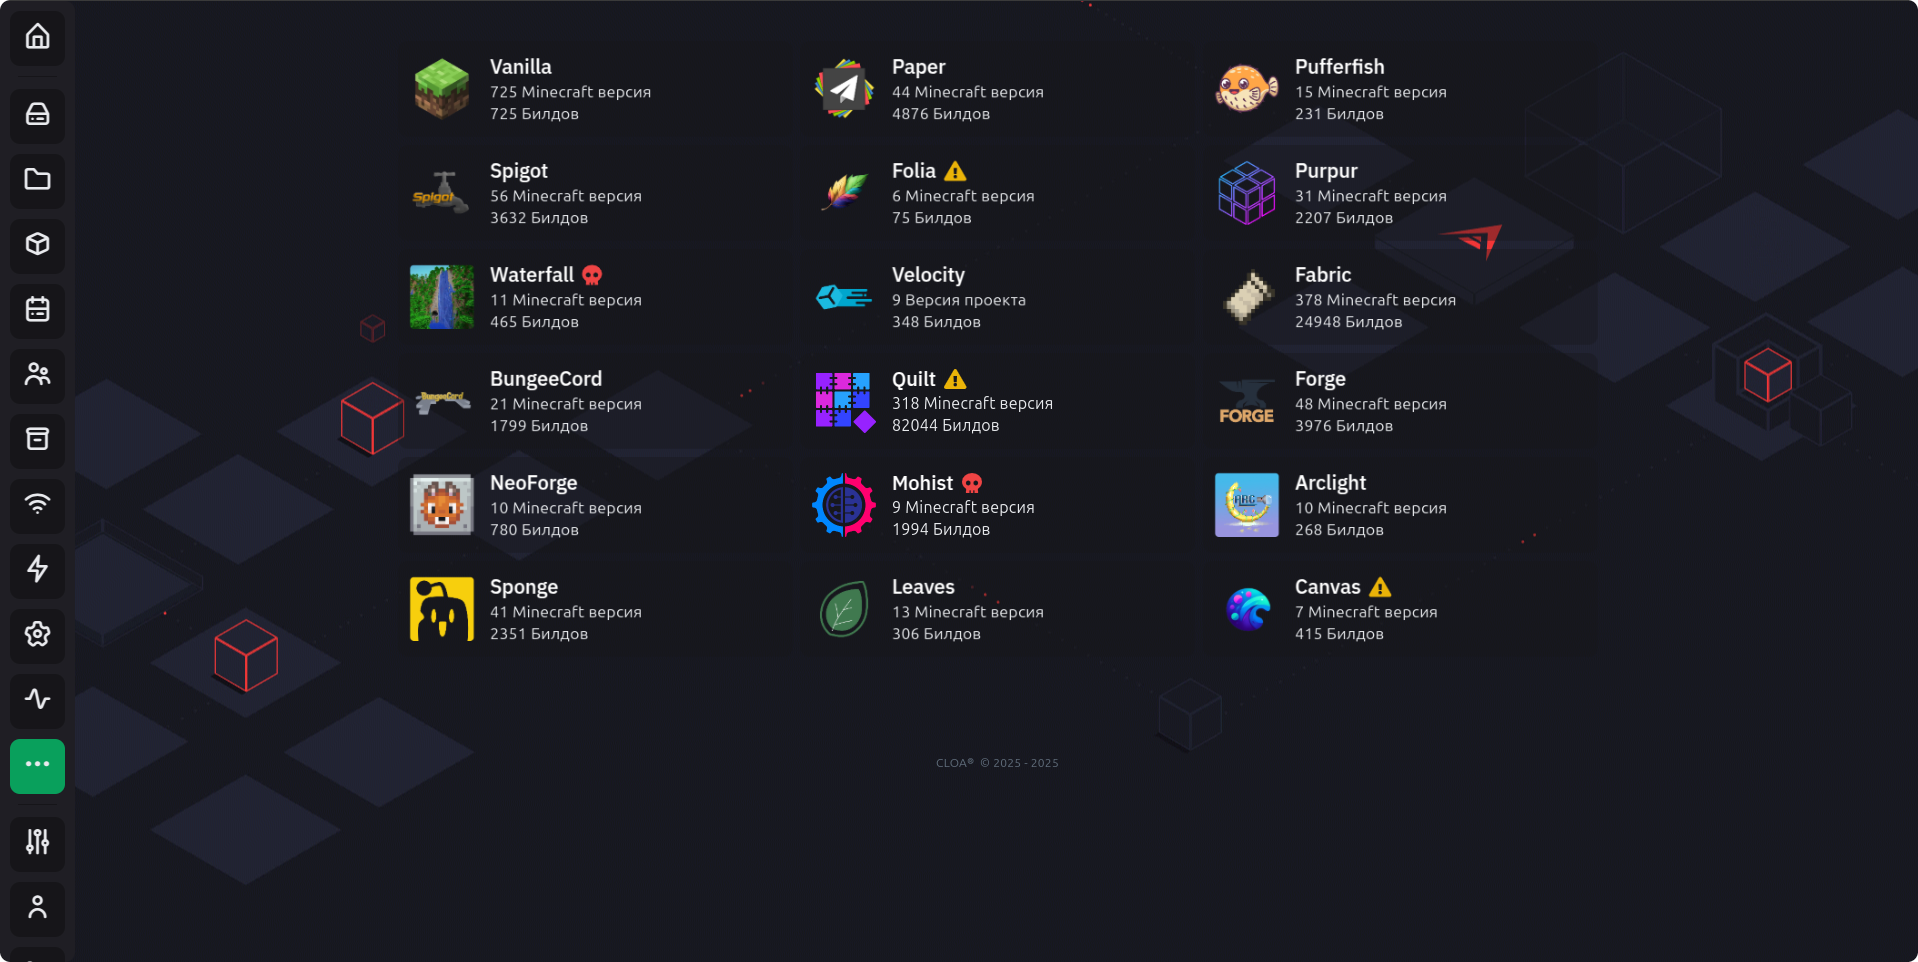 Vanilla
725 Minecraft версия
725 Билдов
Paper
44 Minecraft версия
4876 Билдов
Pufferfish
15 Minecraft версия
231 Билдов
Spigot
Spigot
56 Minecraft версия
3632 Билдов
Folia
6 Minecraft версия
75 Билдов
Purpur
31 Minecraft версия
2207 Билдов
Waterfall
11 Minecraft версия
465 Билдов
Velocity
9 Версия проекта
348 Билдов
Fabric
378 Minecraft версия
24948 Билдов
BungeeCord
BungeeCord
21 Minecraft версия
1799 Билдов
Quilt
318 Minecraft версия
82044 Билдов
FORGE
Forge
48 Minecraft версия
3976 Билдов
NeoForge
10 Minecraft версия
780 Билдов
Mohist
9 Minecraft версия
1994 Билдов
ARC
Arclight
10 Minecraft версия
268 Билдов
Sponge
41 Minecraft версия
2351 Билдов
Leaves
13 Minecraft версия
306 Билдов
Canvas
7 Minecraft версия
415 Билдов
CLOA® © 2025 - 2025